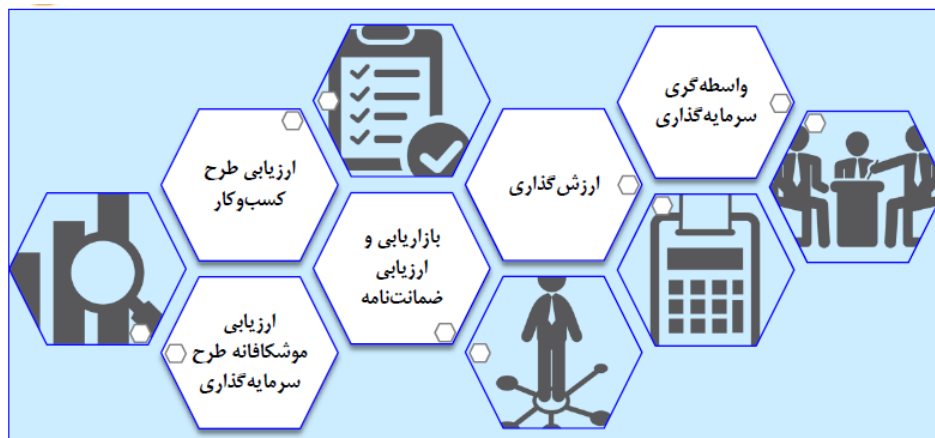 واسطه‌گری
سرمایه‌گذاری
ارزش‌گذاری
ارزیابی طرح
کسب‌وکار
بازاریابی و
ارزیابی
ضمانت‌نامه
ارزیابی
موشکافانه طرح
سرمایه‌گذاری